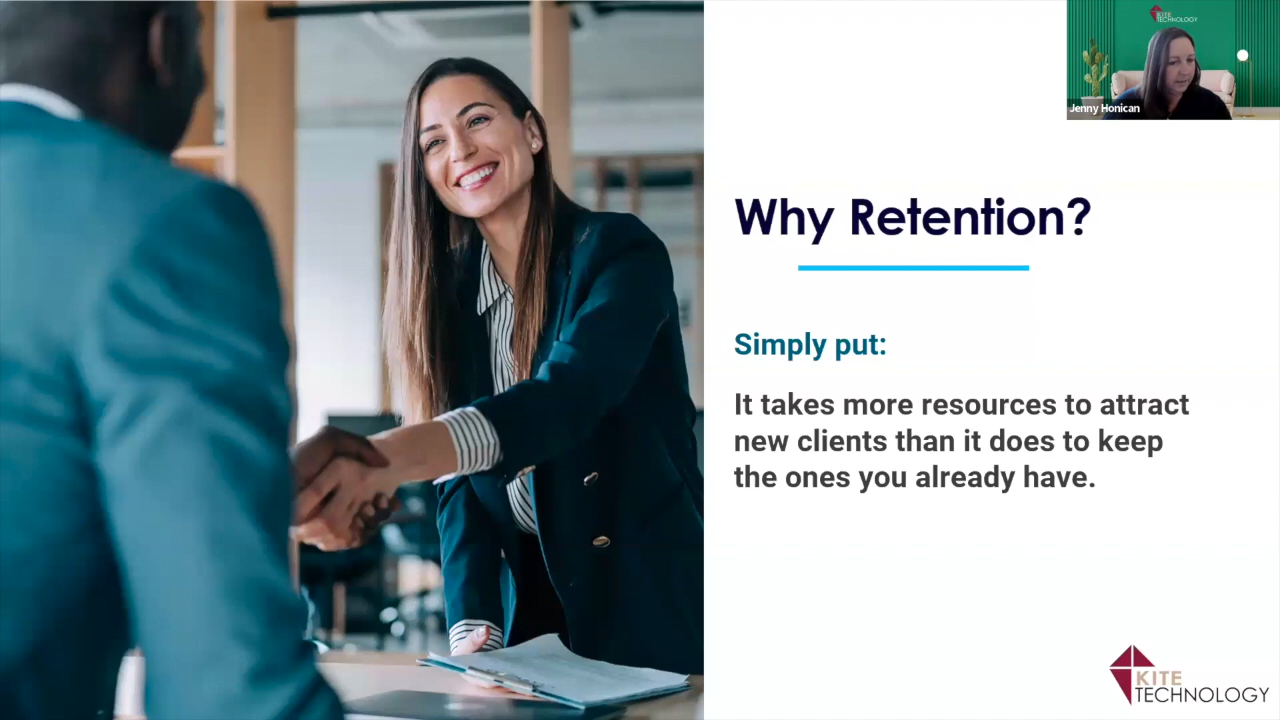 KITE
TECHNOLOGY
Jenny Honican
Why Retention?
Simply put:
It takes more resources to attract
new clients than it does to keep
the ones you already have.
KITE
TECHNOLOGY